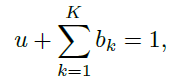 u + \sum_{k=1}^{K} b_k = 1,